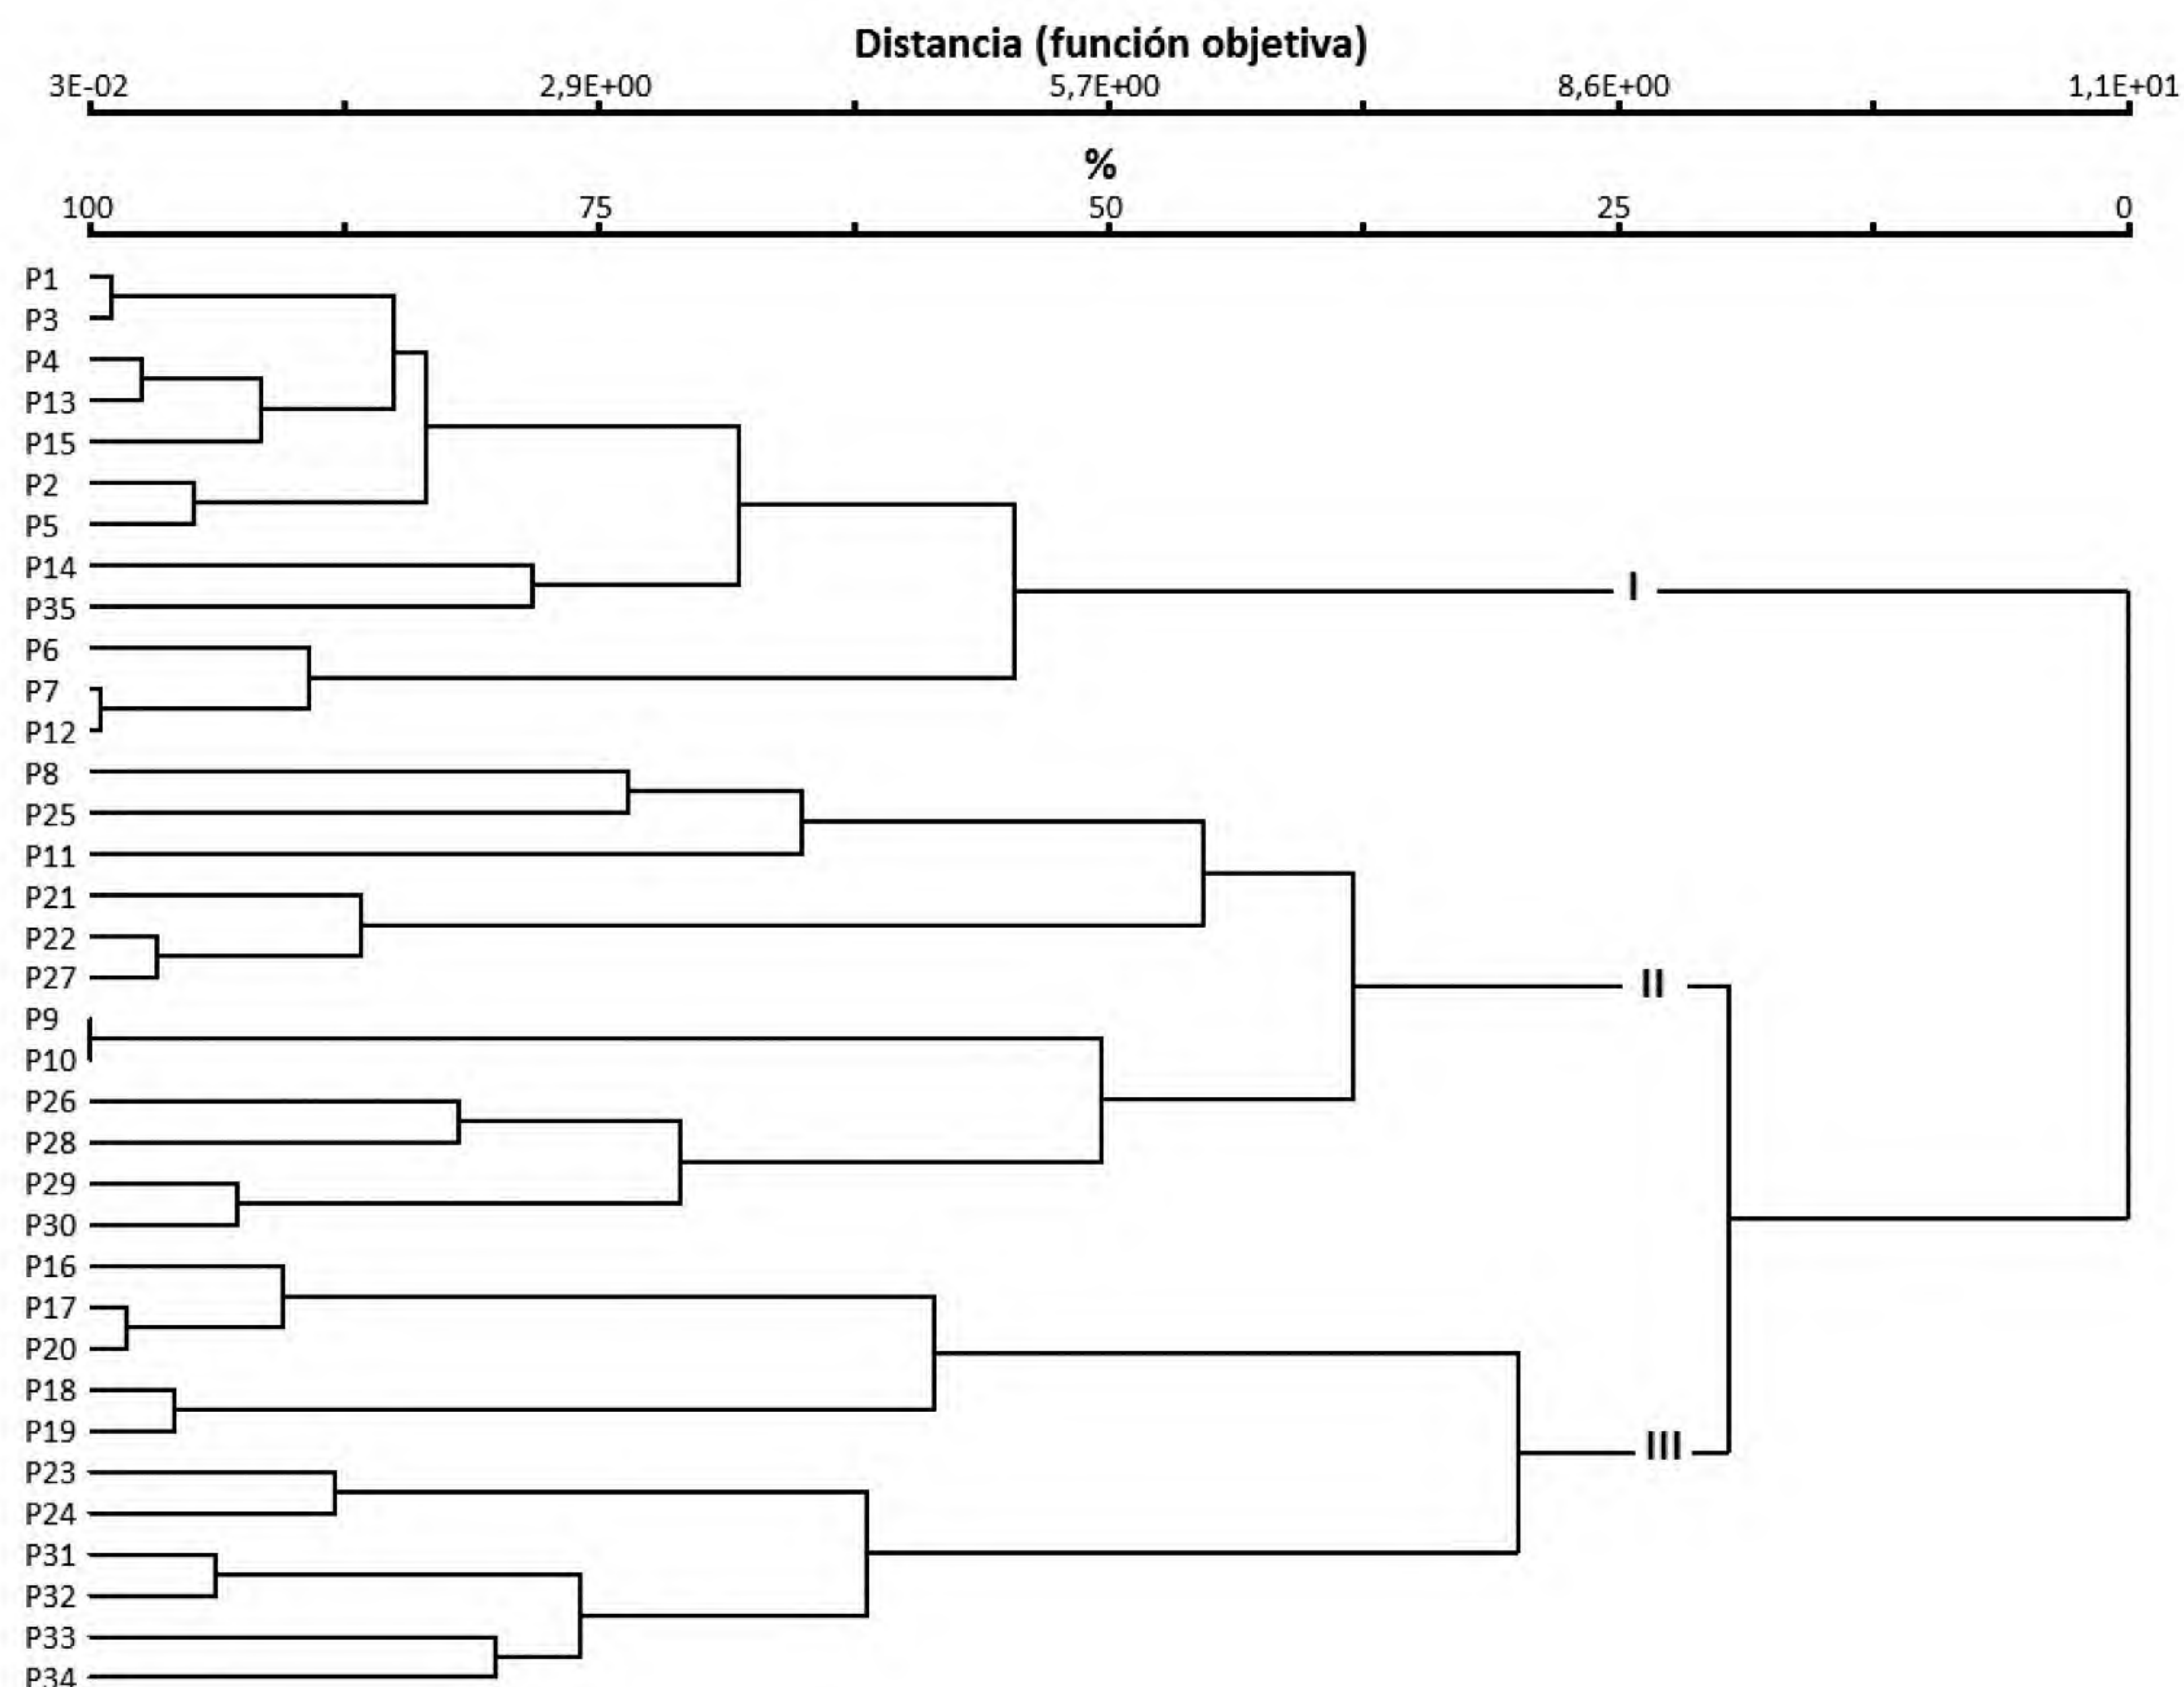 Distancia (función objetiva)
3E-02 2,9E+00 5,7E+00 8,6E+00 1,1E+01
%
100 75 50 25 0
P1
P3
P4
P13
P15
P2
P5
P14
P35
I
P6
P7
P12
P8
P25
P11
P21
P22
P27
II
P9
P10
P26
P28
P29
P30
P16
P17
P20
P18
P19
III
P23
P24
P31
P32
P33
P34